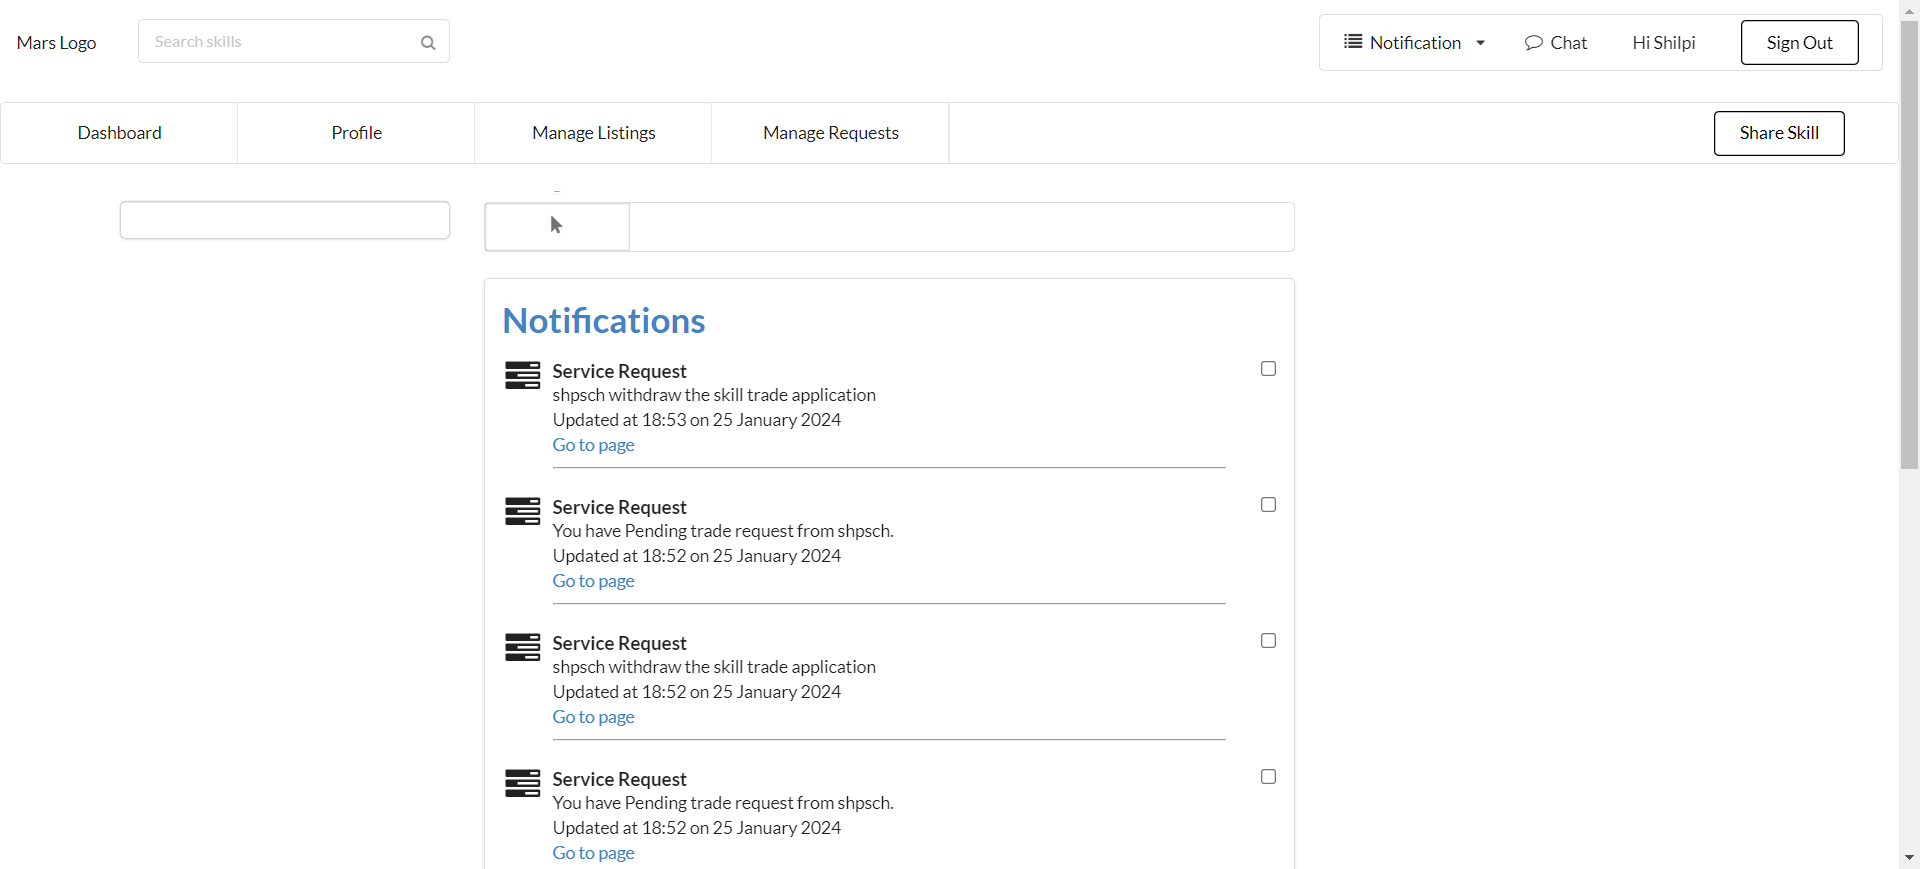 Mars Logo
Search skills
Notification
Chat
Hi Shilpi
Sign Out
Dashboard
Profile
Manage Listings
Manage Requests
Share Skill
Notifications
Service Request
shpsch withdraw the skill trade application
Updated at 18:53 on 25 January 2024
Go to page
Service Request
You have Pending trade request from shpsch.
Updated at 18:52 on 25 January 2024
Go to page
Service Request
shpsch withdraw the skill trade application
Updated at 18:52 on 25 January 2024
Go to page
Service Request
You have Pending trade request from shpsch.
Updated at 18:52 on 25 January 2024
Go to page